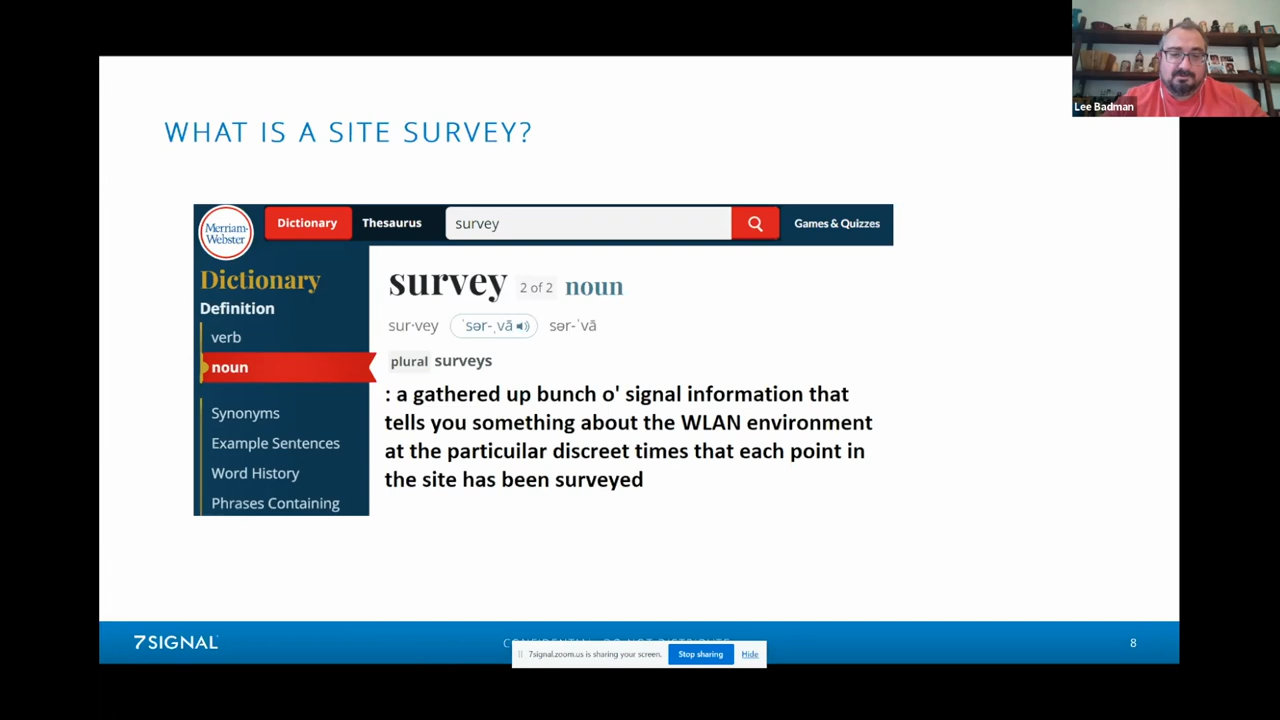 Lee Badman
WHAT IS A SITE SURVEY?
Merriam-
Webster
Dictionary
Thesaurus
survey
Games & Quizzes
Dictionary
Definition
verb
noun
Synonyms
Example Sentences
Word History
Phrases Containing
survey 2 of 2 noun
sur·vey ˈsər-ˌvā sər-ˈvā
plural surveys
: a gathered up bunch o' signal information that
tells you something about the WLAN environment
at the particuilar discreet times that each point in
the site has been surveyed
7SIGNAL
8
7signal.zoom.us is sharing your screen.
Stop sharing
Hide